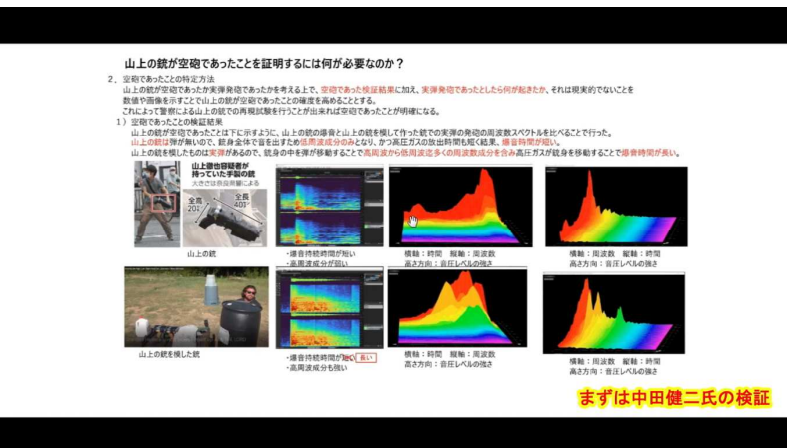 山上の銃が空砲であったことを証明するには何が必要なのか？
２．空砲であったことの特定方法
山上の銃が空砲であったか実弾発砲であったかを考える上で、空砲であった検証結果に加え、実弾発砲であったとしたら何が起きたか、それは現実的でないことを
数値や画像を示すことで山上の銃が空砲であったことの確度を高めることとする。
これによって警察による山上の銃での再現試験を行うことが出来れば空砲であったことが明確になる。
１）空砲であったことの検証結果
山上の銃が空砲であったことは下に示すように、山上の銃の爆音と山上の銃を模して作った銃での実弾の発砲の周波数スペクトルを比べることで行った。
山上の銃は弾が無いので、銃身全体で音を出すため低周波成分のみとなり、かつ高圧ガスの放出時間も短く結果、爆音時間が短い。
山上の銃を模したものは実弾があるので、銃身の中を弾が移動することで高周波から低周波迄多くの周波数成分を含み高圧ガスが銃身を移動することで爆音時間が長い。
山上徹也容疑者が
持っていた手製の銃
大きさは奈良県警による
全高
20㌢
全長
40㌢
山上の銃
・爆音持続時間が短い
・高周波成分が弱い
横軸：時間　縦軸：周波数
高さ方向：音圧レベルの強さ
横軸：周波数　縦軸：時間
高さ方向：音圧レベルの強さ
山上の銃を模した銃
・爆音持続時間が短い 長い
・高周波成分も強い
横軸：時間　縦軸：周波数
高さ方向：音圧レベルの強さ
横軸：周波数　縦軸：時間
高さ方向：音圧レベルの強さ
まずは中田健二氏の検証